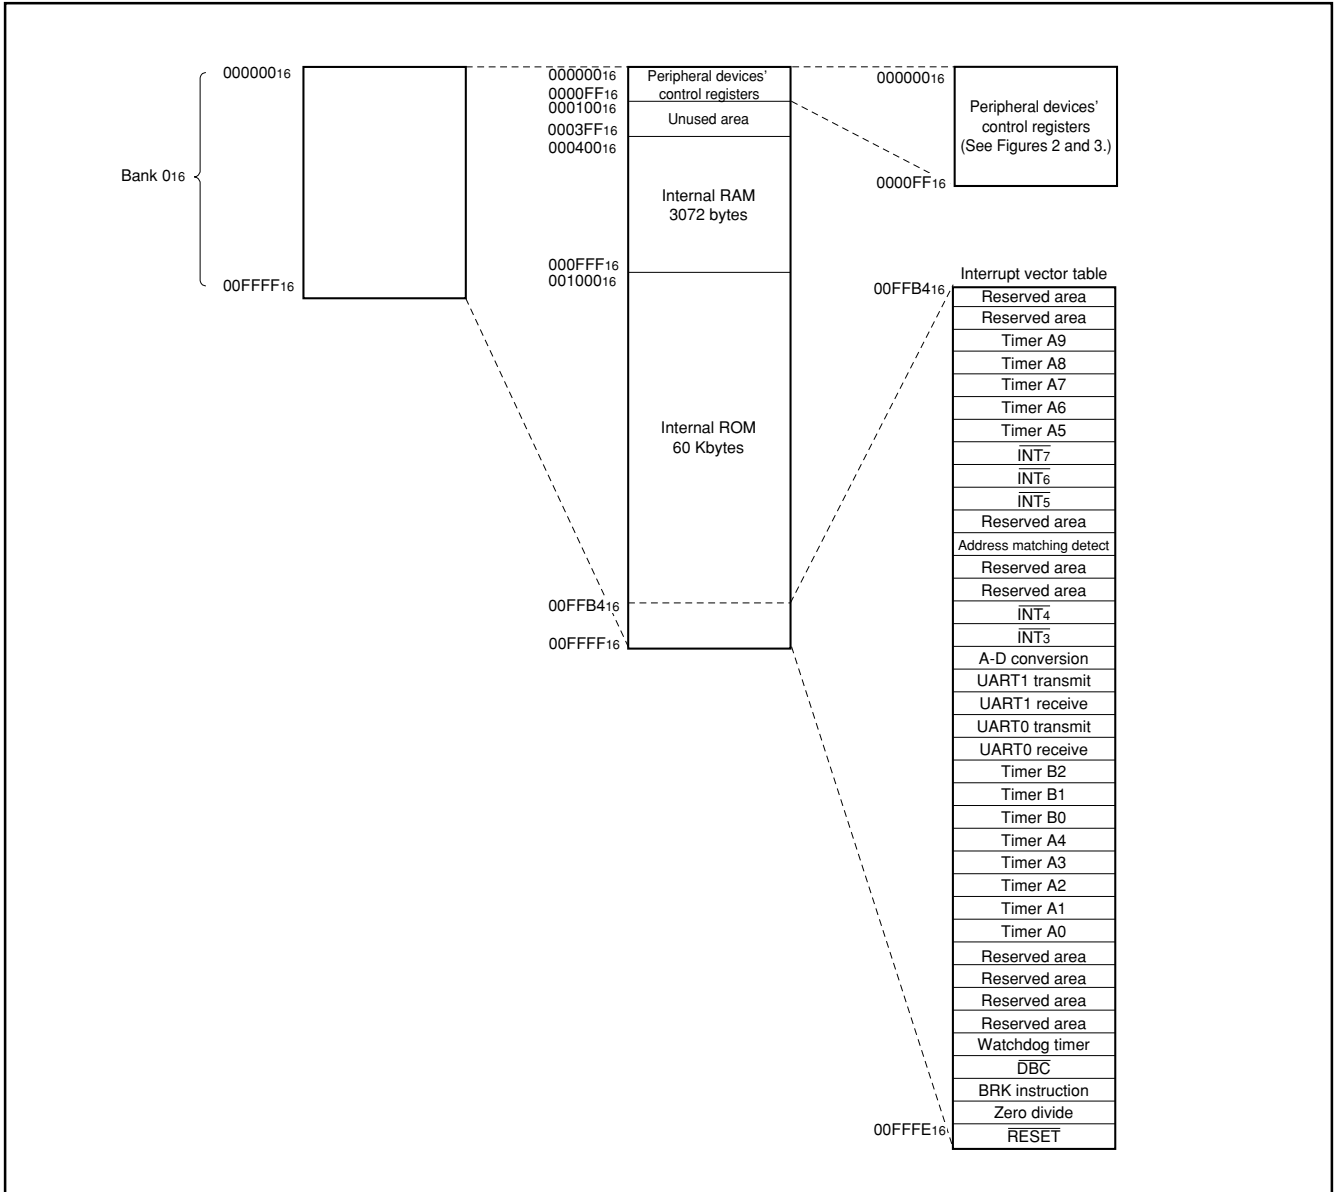 000000₁₆
Bank 0₁₆
00FFFF₁₆
000000₁₆
0000FF₁₆
000100₁₆
0003FF₁₆
000400₁₆
000FFF₁₆
001000₁₆
00FFB4₁₆
00FFFF₁₆
Peripheral devices’
control registers
Unused area
Internal RAM
3072 bytes
Internal ROM
60 Kbytes
000000₁₆
0000FF₁₆
Peripheral devices’
control registers
(See Figures 2 and 3.)
Interrupt vector table
00FFB4₁₆
Reserved area
Reserved area
Timer A9
Timer A8
Timer A7
Timer A6
Timer A5
INT₇
INT₆
INT₅
Reserved area
Address matching detect
Reserved area
Reserved area
INT₄
INT₃
A-D conversion
UART1 transmit
UART1 receive
UART0 transmit
UART0 receive
Timer B2
Timer B1
Timer B0
Timer A4
Timer A3
Timer A2
Timer A1
Timer A0
Reserved area
Reserved area
Reserved area
Reserved area
Watchdog timer
DBC
BRK instruction
Zero divide
00FFFE₁₆
RESET